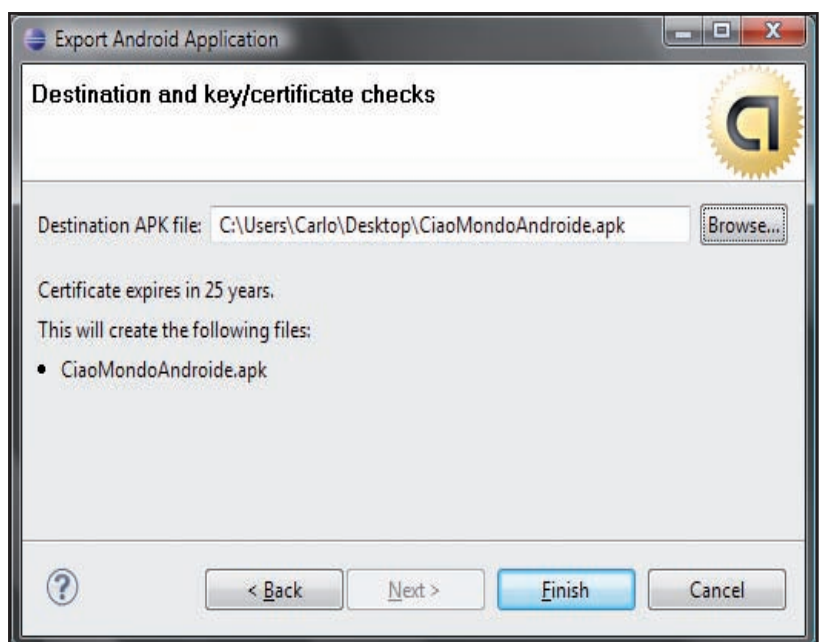 Export Android Application
Destination and key/certificate checks
Destination APK file: C:\Users\Carlo\Desktop\CiaoMondoAndroide.apk Browse...
Certificate expires in 25 years.
This will create the following files:
• CiaoMondoAndroide.apk
? < Back Next > Finish Cancel